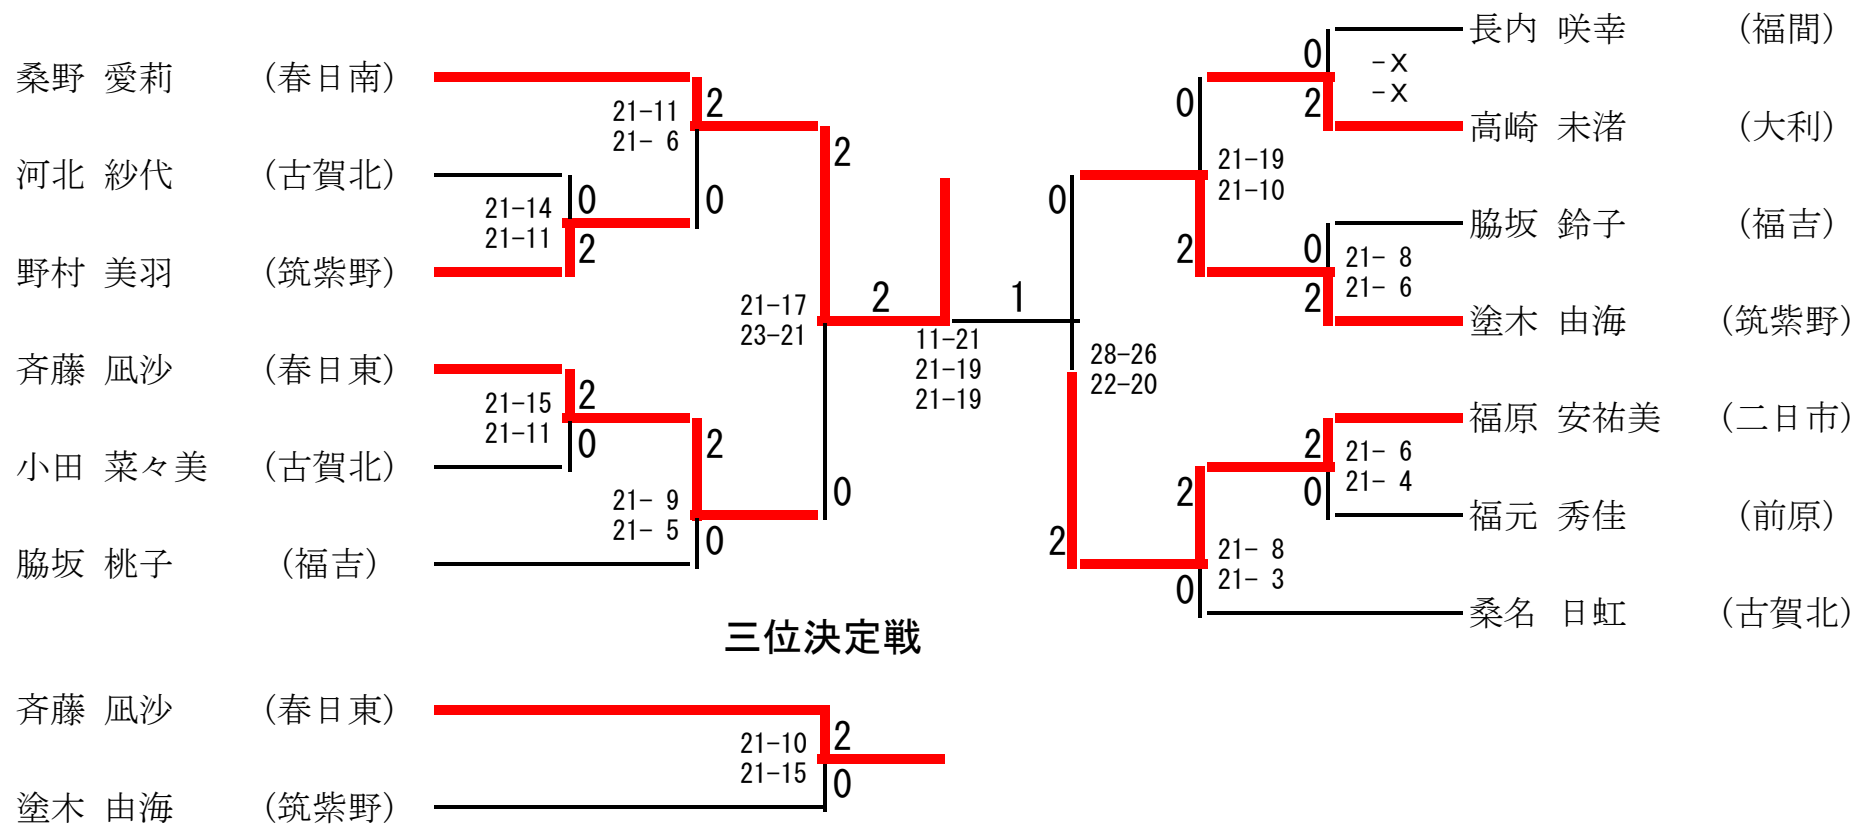 桑野 愛莉 (春日南)
河北 紗代 (古賀北)
野村 美羽 (筑紫野)
斉藤 凪沙 (春日東)
小田 菜々美 (古賀北)
脇坂 桃子 (福吉)
21-11
21- 6
2
0
21-14
21-11
0
2
21-15
21-11
2
0
21- 9
21- 5
2
0
21-17
23-21
2
0
2
1
11-21
21-19
21-19
0
2
28-26
22-20
0
2
21-19
21-10
2
0
21- 8
21- 3
0
2
-X
-X
0
2
21- 8
21- 6
2
0
21- 6
21- 4
長内 咲幸 (福間)
高崎 未渚 (大利)
脇坂 鈴子 (福吉)
塗木 由海 (筑紫野)
福原 安祐美 (二日市)
福元 秀佳 (前原)
桑名 日虹 (古賀北)
三位決定戦
斉藤 凪沙 (春日東)
塗木 由海 (筑紫野)
21-10
21-15
2
0